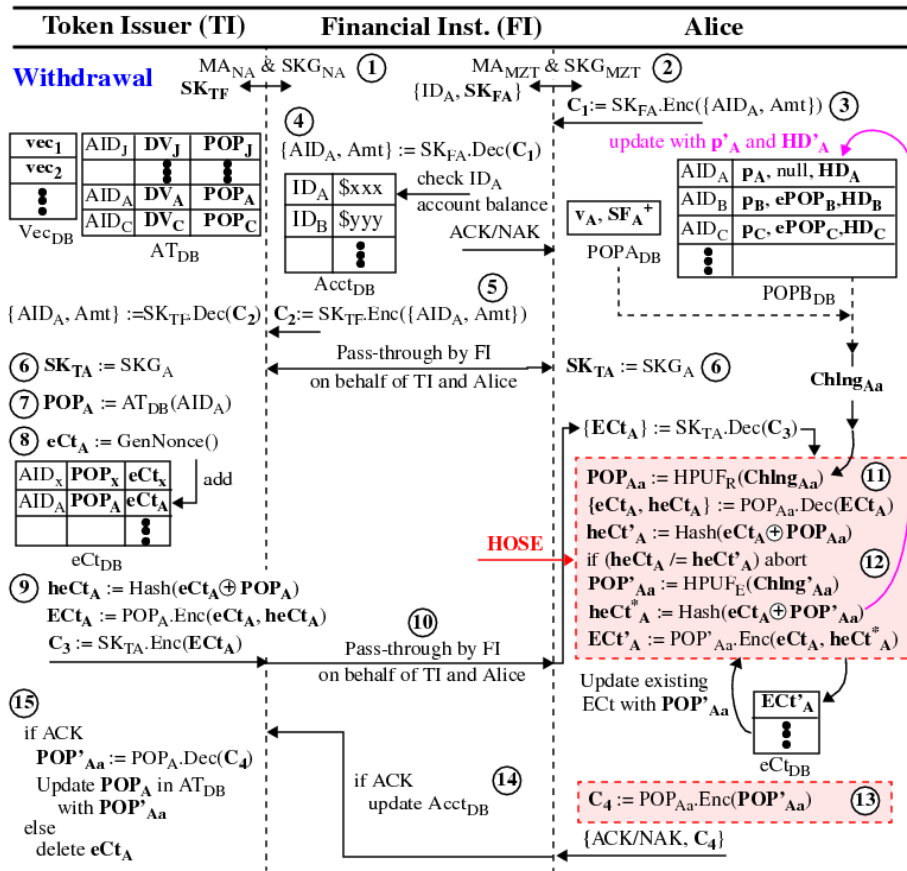 Token Issuer (TI) Financial Inst. (FI) Alice
Withdrawal
MA_NA & SKG_NA ①
SK_TF
MA_MZT & SKG_MZT ②
{ID_A, SK_FA}
C_1:= SK_FA.Enc({AID_A, Amt}) ③
update with p'_A and HD'_A
④
{AID_A, Amt} := SK_FA.Dec(C_1)
check ID_A
account balance
ACK/NAK
vec_1
vec_2
Vec_DB
AID_J DV_J POP_J
AID_A DV_A POP_A
AID_C DV_C POP_C
AT_DB
ID_A $xxx
ID_B $yyy
Acct_DB
v_A, SF_A^+
POPA_DB
AID_A p_A, null, HD_A
AID_B p_B, ePOP_B,HD_B
AID_C p_C, ePOP_C,HD_C
POPB_DB
⑤
{AID_A, Amt} :=SK_TF.Dec(C_2) C_2:= SK_TF.Enc({AID_A, Amt})
⑥ SK_TA := SKG_A
Pass-through by FI
on behalf of TI and Alice
SK_TA := SKG_A ⑥
Chlng_Aa
⑦ POP_A := AT_DB(AID_A)
⑧ eCt_A := GenNonce()
add
AID_x POP_x eCt_x
AID_A POP_A eCt_A
eCt_DB
{ECt_A} := SK_TA.Dec(C_3)
POP_Aa := HPUF_R(Chlng_Aa) ⑪
{eCt_A, heCt_A} := POP_Aa.Dec(ECt_A)
heCt'_A := Hash(eCt_A⊕POP_Aa)
HOSE
if (heCt_A /= heCt'_A) abort ⑫
POP'_Aa := HPUF_E(Chlng'_Aa)
heCt*_A := Hash(eCt_A⊕POP'_Aa)
ECt'_A := POP'_Aa.Enc(eCt_A, heCt*_A)
⑨ heCt_A := Hash(eCt_A⊕POP_A)
ECt_A := POP_A.Enc(eCt_A, heCt_A)
C_3 := SK_TA.Enc(ECt_A)
⑩
Pass-through by FI
on behalf of TI and Alice
Update existing
ECt with POP'_Aa
ECt'_A
eCt_DB
C_4 := POP_Aa.Enc(POP'_Aa) ⑬
{ACK/NAK, C_4}
if ACK ⑭
update Acct_DB
⑮
if ACK
POP'_Aa := POP_A.Dec(C_4)
Update POP_A in AT_DB
with POP'_Aa
else
delete eCt_A